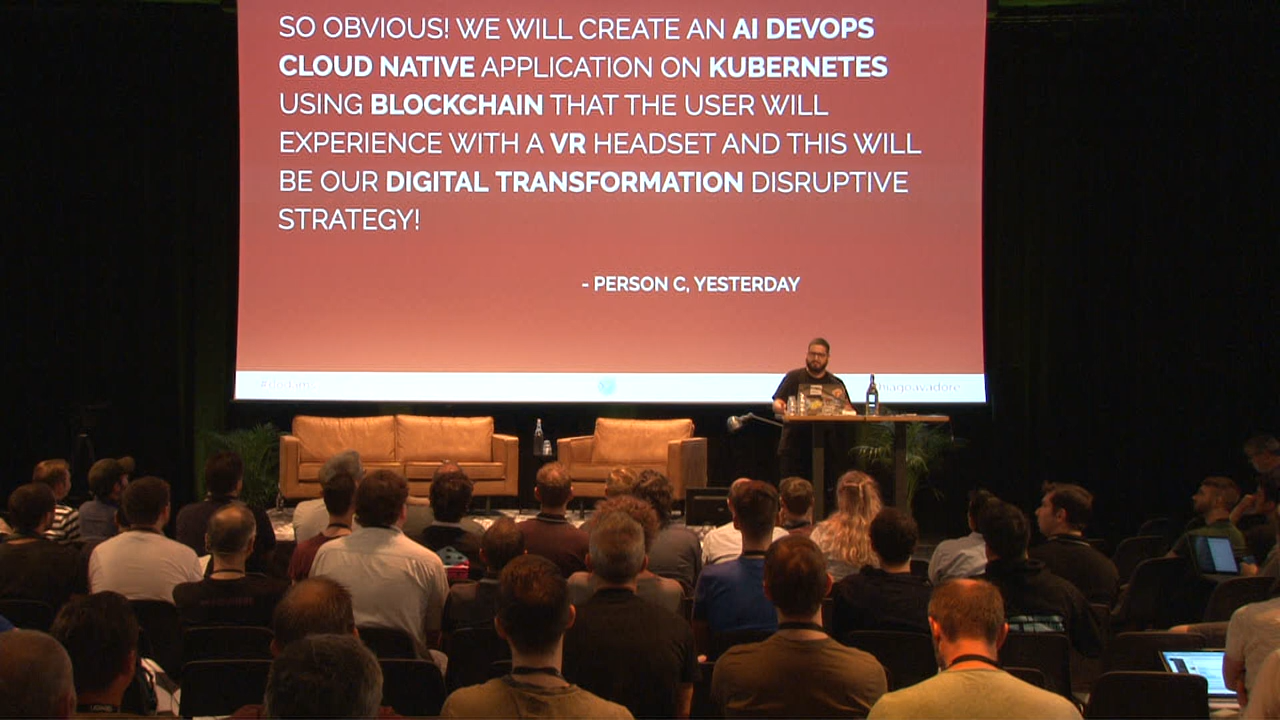 SO OBVIOUS! WE WILL CREATE AN AI DEVOPS
CLOUD NATIVE APPLICATION ON KUBERNETES
USING BLOCKCHAIN THAT THE USER WILL
EXPERIENCE WITH A VR HEADSET AND THIS WILL
BE OUR DIGITAL TRANSFORMATION DISRUPTIVE
STRATEGY!
- PERSON C, YESTERDAY